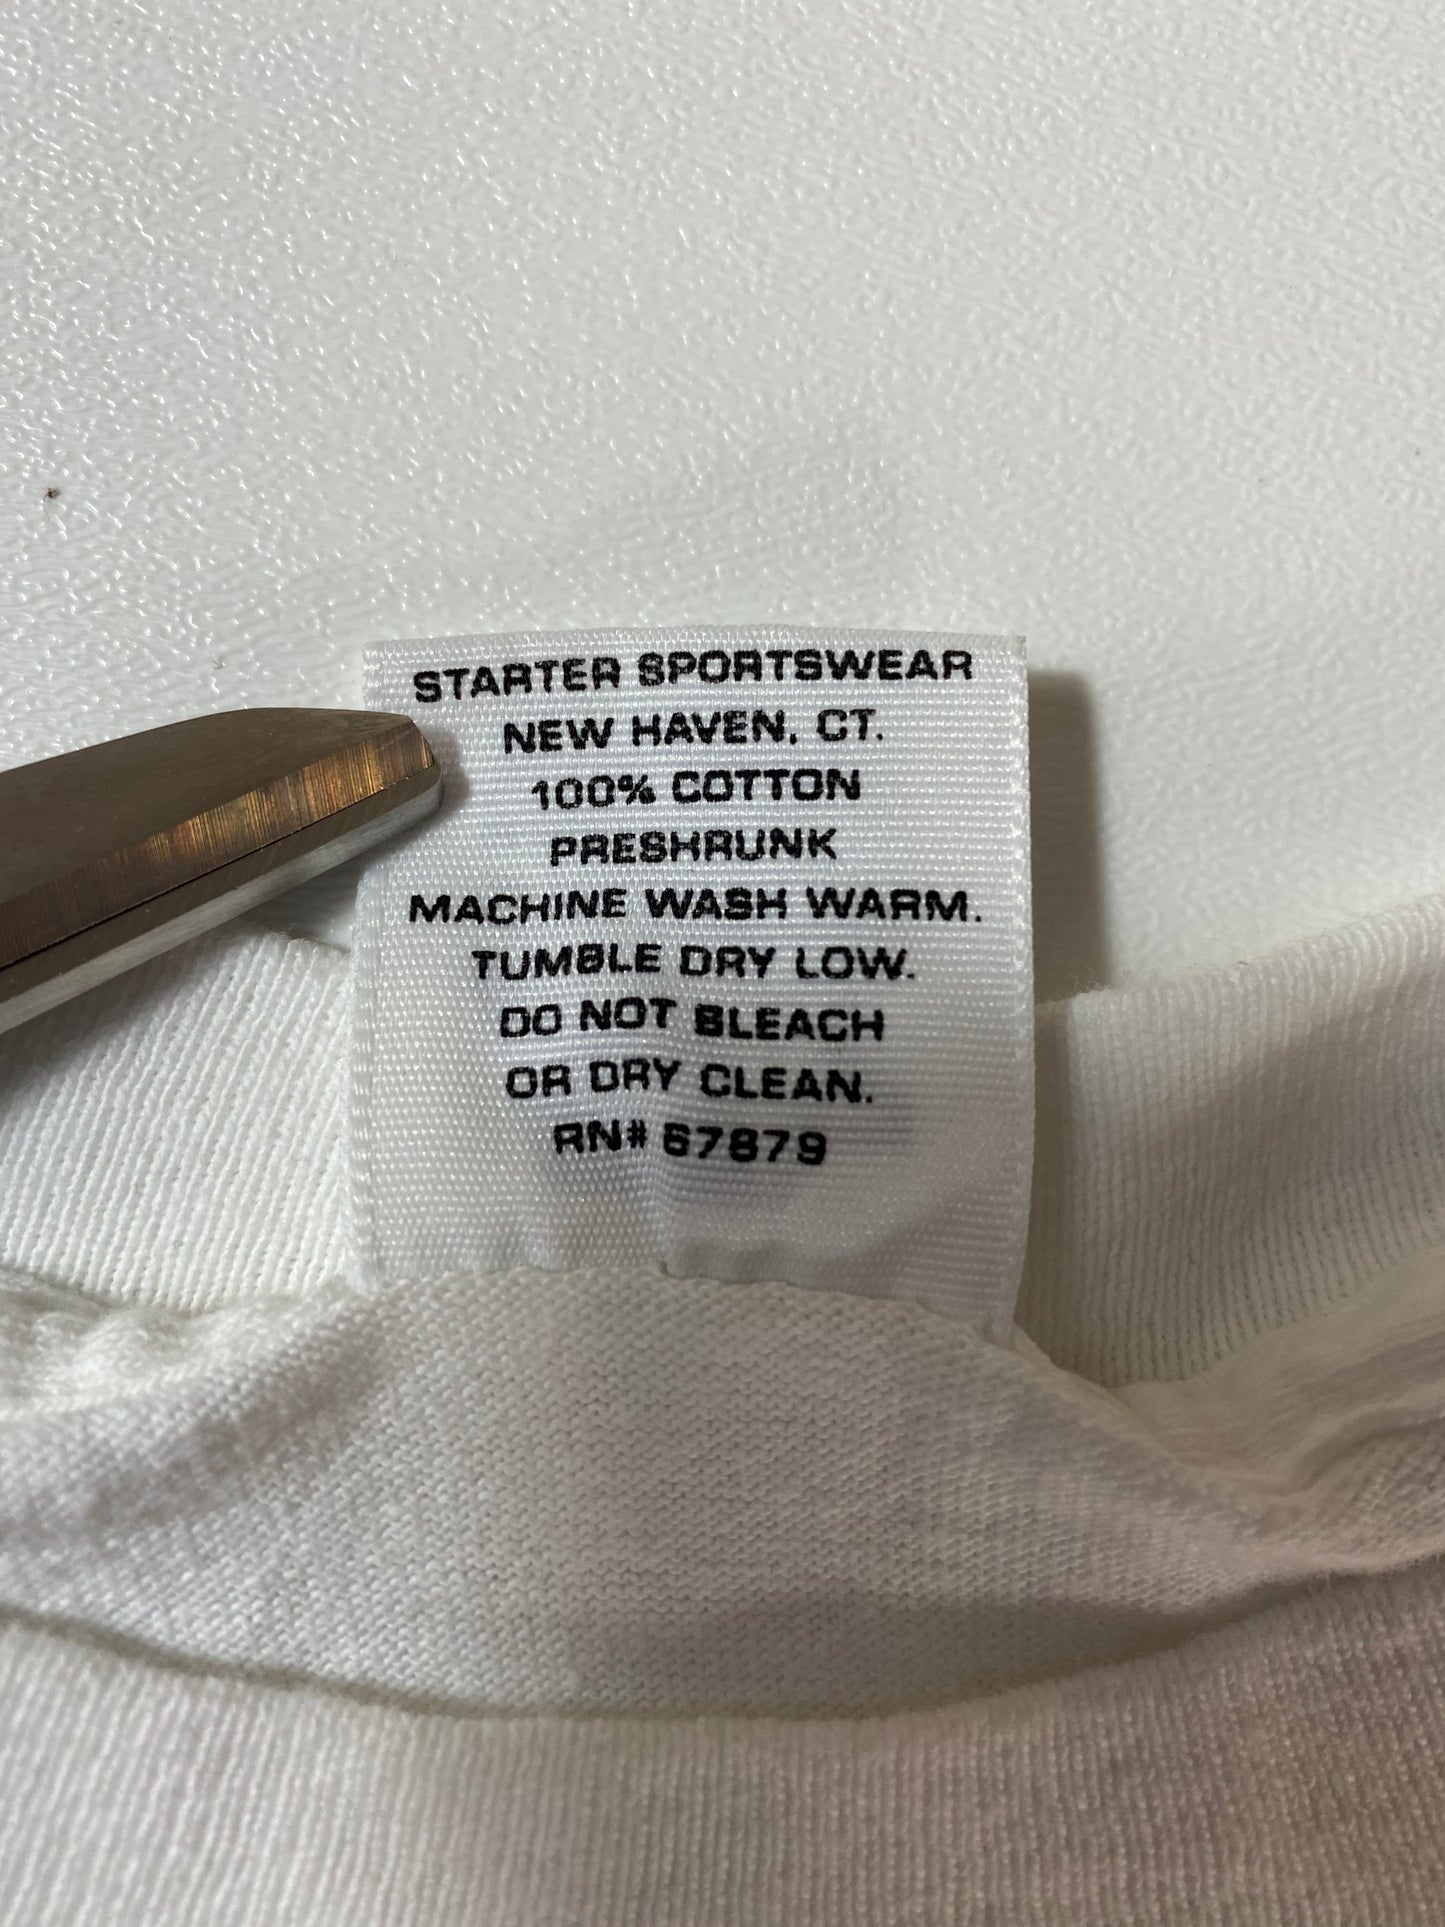 STARTER SPORTSWEAR
NEW HAVEN, CT.
100% COTTON
PRESHRUNK
MACHINE WASH WARM.
TUMBLE DRY LOW.
DO NOT BLEACH
OR DRY CLEAN.
RN# 67879